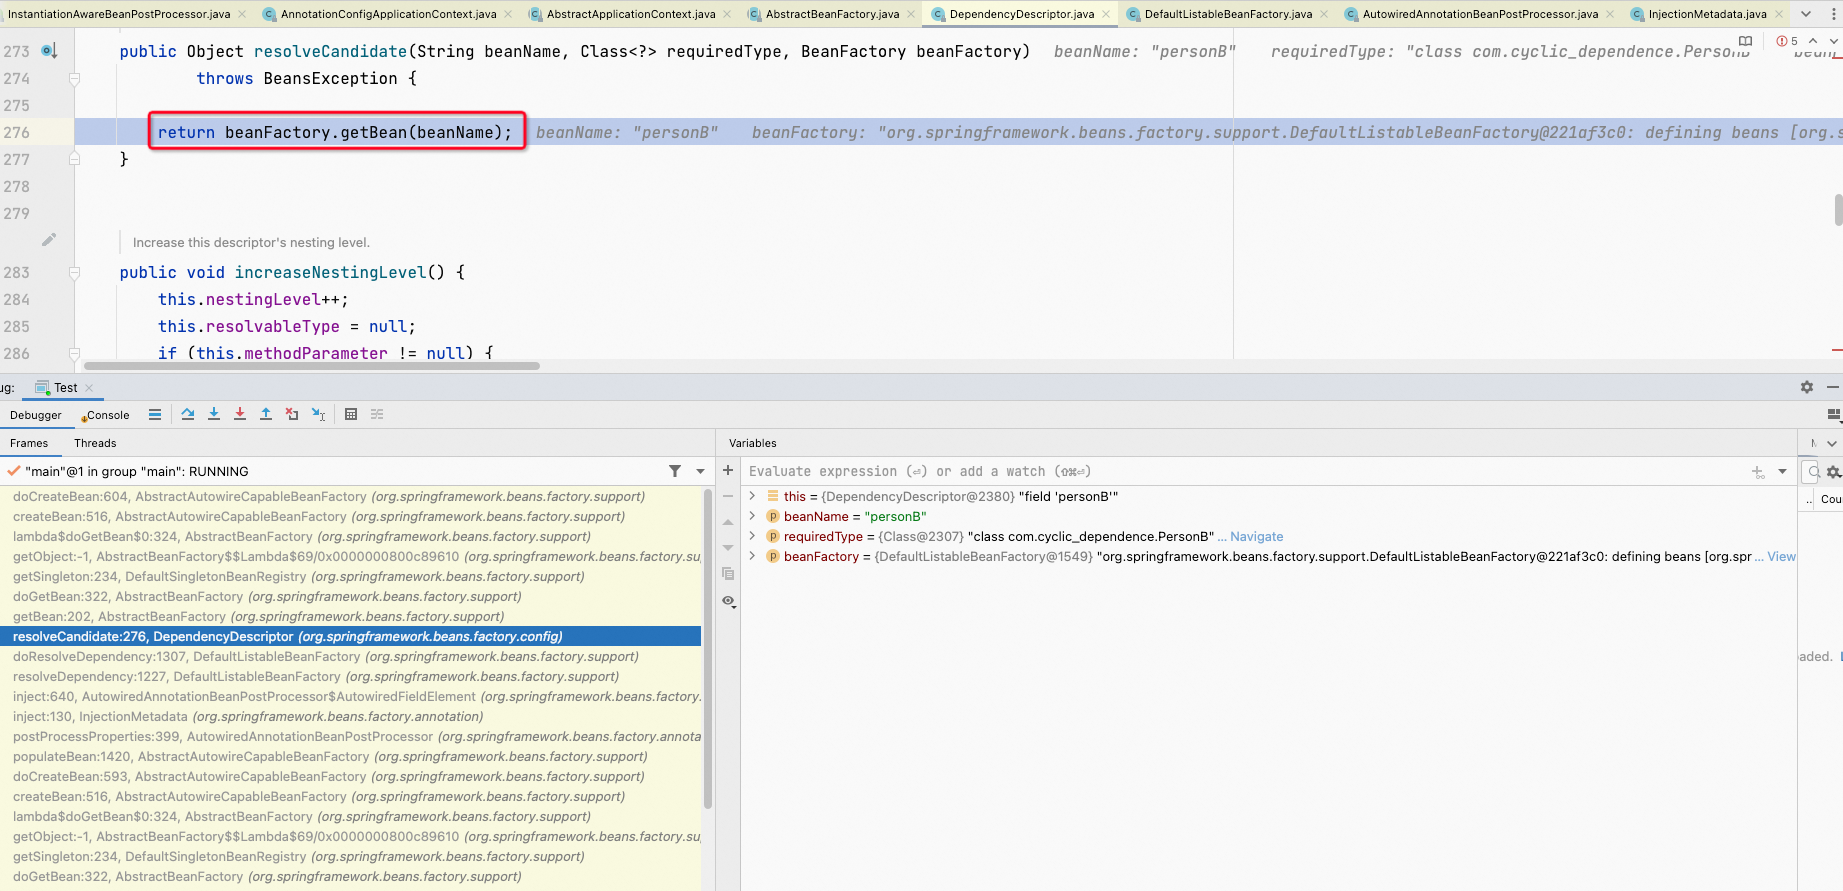 InstantiationAwareBeanPostProcessor.java AnnotationConfigApplicationContext.java AbstractApplicationContext.java AbstractBeanFactory.java DependencyDescriptor.java DefaultListableBeanFactory.java AutowiredAnnotationBeanPostProcessor.java InjectionMetadata.java
273 public Object resolveCandidate(String beanName, Class<?> requiredType, BeanFactory beanFactory) beanName: "personB" requiredType: "class com.cyclic_dependence.PersonB" bean
5
274 throws BeansException {
275
276 return beanFactory.getBean(beanName); beanName: "personB" beanFactory: "org.springframework.beans.factory.support.DefaultListableBeanFactory@221af3c0: defining beans [org.s
277 }
278
279
Increase this descriptor's nesting level.
283 public void increaseNestingLevel() {
284 this.nestingLevel++;
285 this.resolvableType = null;
286 if (this.methodParameter != null) {
ug: Test
Debugger Console
Frames Threads
Variables
"main"@1 in group "main": RUNNING
Evaluate expression (⏎) or add a watch (⇧⌘⏎)
doCreateBean:604, AbstractAutowireCapableBeanFactory (org.springframework.beans.factory.support)
createBean:516, AbstractAutowireCapableBeanFactory (org.springframework.beans.factory.support)
lambda$doGetBean$0:324, AbstractBeanFactory (org.springframework.beans.factory.support)
getObject:-1, AbstractBeanFactory$$Lambda$69/0x0000000800c89610 (org.springframework.beans.factory.su
getSingleton:234, DefaultSingletonBeanRegistry (org.springframework.beans.factory.support)
doGetBean:322, AbstractBeanFactory (org.springframework.beans.factory.support)
getBean:202, AbstractBeanFactory (org.springframework.beans.factory.support)
resolveCandidate:276, DependencyDescriptor (org.springframework.beans.factory.config)
doResolveDependency:1307, DefaultListableBeanFactory (org.springframework.beans.factory.support)
resolveDependency:1227, DefaultListableBeanFactory (org.springframework.beans.factory.support)
inject:640, AutowiredAnnotationBeanPostProcessor$AutowiredFieldElement (org.springframework.beans.factory.
inject:130, InjectionMetadata (org.springframework.beans.factory.annotation)
postProcessProperties:399, AutowiredAnnotationBeanPostProcessor (org.springframework.beans.factory.annota
populateBean:1420, AbstractAutowireCapableBeanFactory (org.springframework.beans.factory.support)
doCreateBean:593, AbstractAutowireCapableBeanFactory (org.springframework.beans.factory.support)
createBean:516, AbstractAutowireCapableBeanFactory (org.springframework.beans.factory.support)
lambda$doGetBean$0:324, AbstractBeanFactory (org.springframework.beans.factory.support)
getObject:-1, AbstractBeanFactory$$Lambda$69/0x0000000800c89610 (org.springframework.beans.factory.su
getSingleton:234, DefaultSingletonBeanRegistry (org.springframework.beans.factory.support)
doGetBean:322, AbstractBeanFactory (org.springframework.beans.factory.support)
this = {DependencyDescriptor@2380} "field 'personB'"
beanName = "personB"
requiredType = {Class@2307} "class com.cyclic_dependence.PersonB" ... Navigate
beanFactory = {DefaultListableBeanFactory@1549} "org.springframework.beans.factory.support.DefaultListableBeanFactory@221af3c0: defining beans [org.spr ... View
.. Cou
aded.